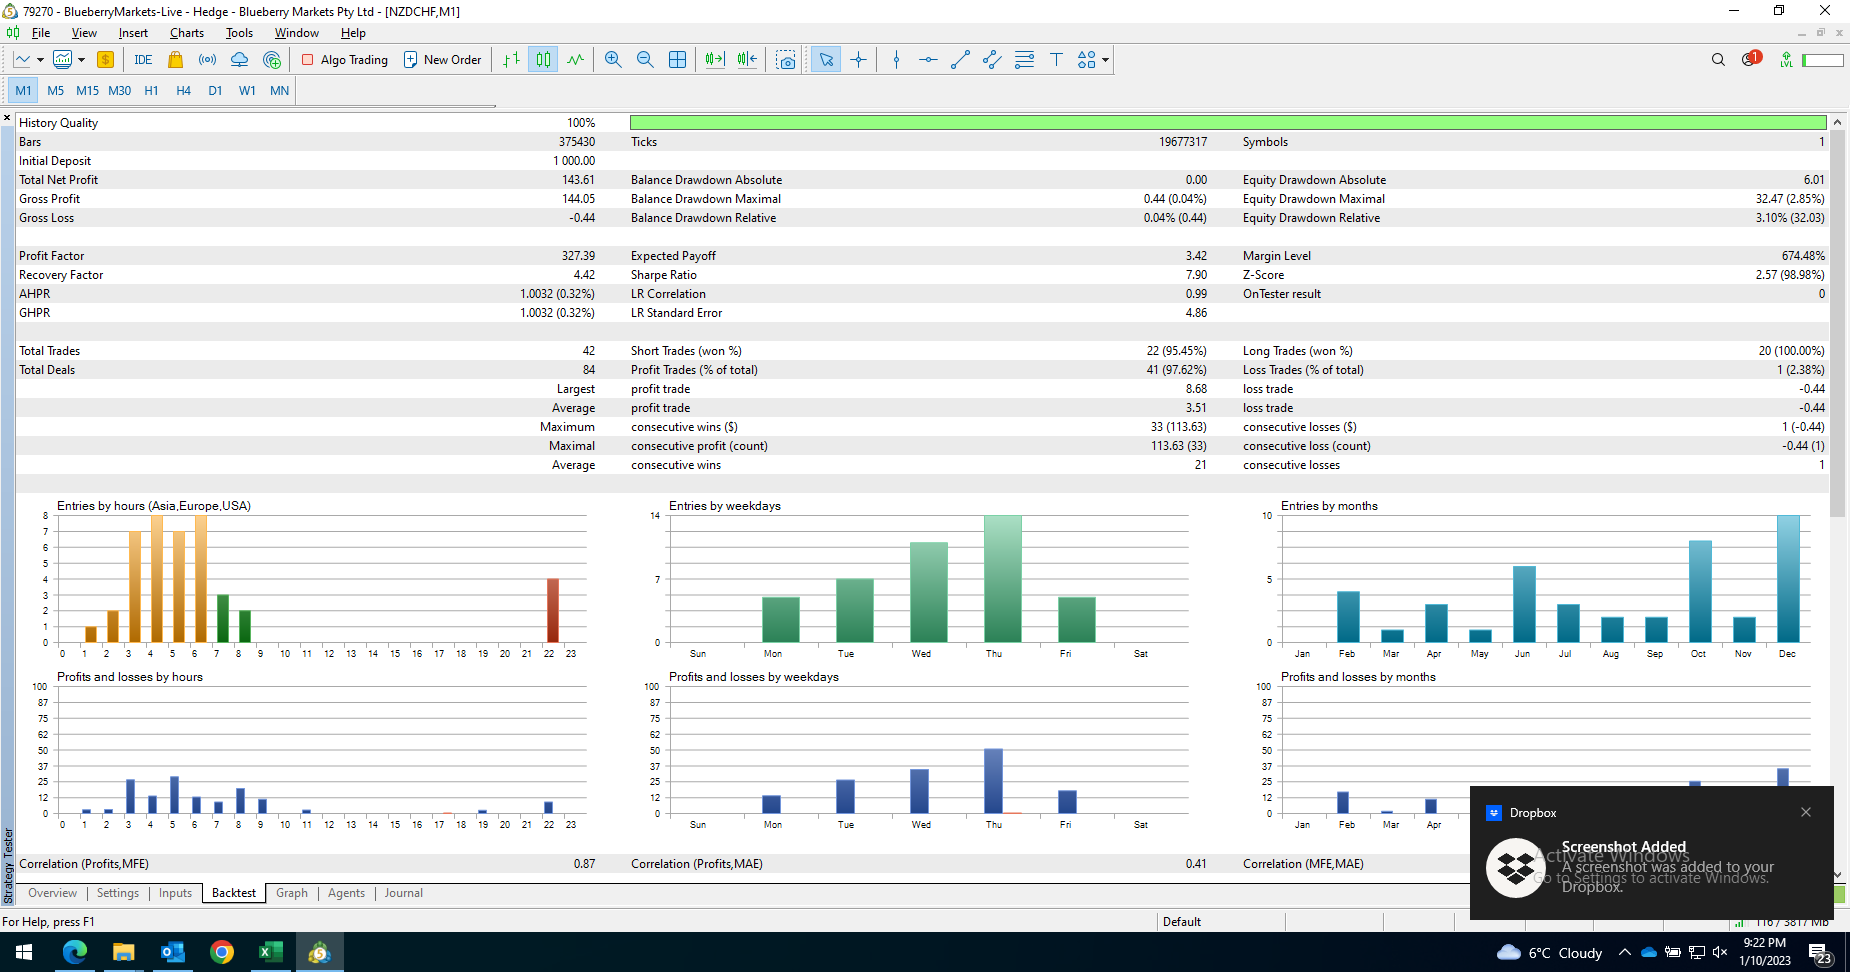 79270 - BlueberryMarkets-Live - Hedge - Blueberry Markets Pty Ltd - [NZDCHF,M1]
File View Insert Charts Tools Window Help
IDE Algo Trading New Order 1 LVL
M1 M5 M15 M30 H1 H4 D1 W1 MN
History Quality 100%
Bars 375430 Ticks 19677317 Symbols 1
Initial Deposit 1 000.00
Total Net Profit 143.61 Balance Drawdown Absolute 0.00 Equity Drawdown Absolute 6.01
Gross Profit 144.05 Balance Drawdown Maximal 0.44 (0.04%) Equity Drawdown Maximal 32.47 (2.85%)
Gross Loss -0.44 Balance Drawdown Relative 0.04% (0.44) Equity Drawdown Relative 3.10% (32.03)
Profit Factor 327.39 Expected Payoff 3.42 Margin Level 674.48%
Recovery Factor 4.42 Sharpe Ratio 7.90 Z-Score 2.57 (98.98%)
AHPR 1.0032 (0.32%) LR Correlation 0.99 OnTester result 0
GHPR 1.0032 (0.32%) LR Standard Error 4.86
Total Trades 42 Short Trades (won %) 22 (95.45%) Long Trades (won %) 20 (100.00%)
Total Deals 84 Profit Trades (% of total) 41 (97.62%) Loss Trades (% of total) 1 (2.38%)
Largest profit trade 8.68 loss trade -0.44
Average profit trade 3.51 loss trade -0.44
Maximum consecutive wins ($) 33 (113.63) consecutive losses ($) 1 (-0.44)
Maximal consecutive profit (count) 113.63 (33) consecutive loss (count) -0.44 (1)
Average consecutive wins 21 consecutive losses 1
Entries by hours (Asia,Europe,USA)
8
7
6
5
4
3
2
1
0
0 1 2 3 4 5 6 7 8 9 10 11 12 13 14 15 16 17 18 19 20 21 22 23
Entries by weekdays
14
7
0
Sun Mon Tue Wed Thu Fri Sat
Entries by months
10
5
0
Jan Feb Mar Apr May Jun Jul Aug Sep Oct Nov Dec
Profits and losses by hours
100
87
75
62
50
37
25
12
0
0 1 2 3 4 5 6 7 8 9 10 11 12 13 14 15 16 17 18 19 20 21 22 23
Profits and losses by weekdays
100
87
75
62
50
37
25
12
0
Sun Mon Tue Wed Thu Fri Sat
Profits and losses by months
100
87
75
62
50
37
25
12
0
Jan Feb Mar Apr
Correlation (Profits,MFE) 0.87 Correlation (Profits,MAE) 0.41 Correlation (MFE,MAE)
Strategy Tester
Overview Settings Inputs Backtest Graph Agents Journal
Dropbox
Screenshot Added
A screenshot was added to your
Dropbox.
Activate Windows
Go to Settings to activate Windows.
For Help, press F1 Default 116 / 3817 Mb
6°C Cloudy
9:22 PM
1/10/2023
23